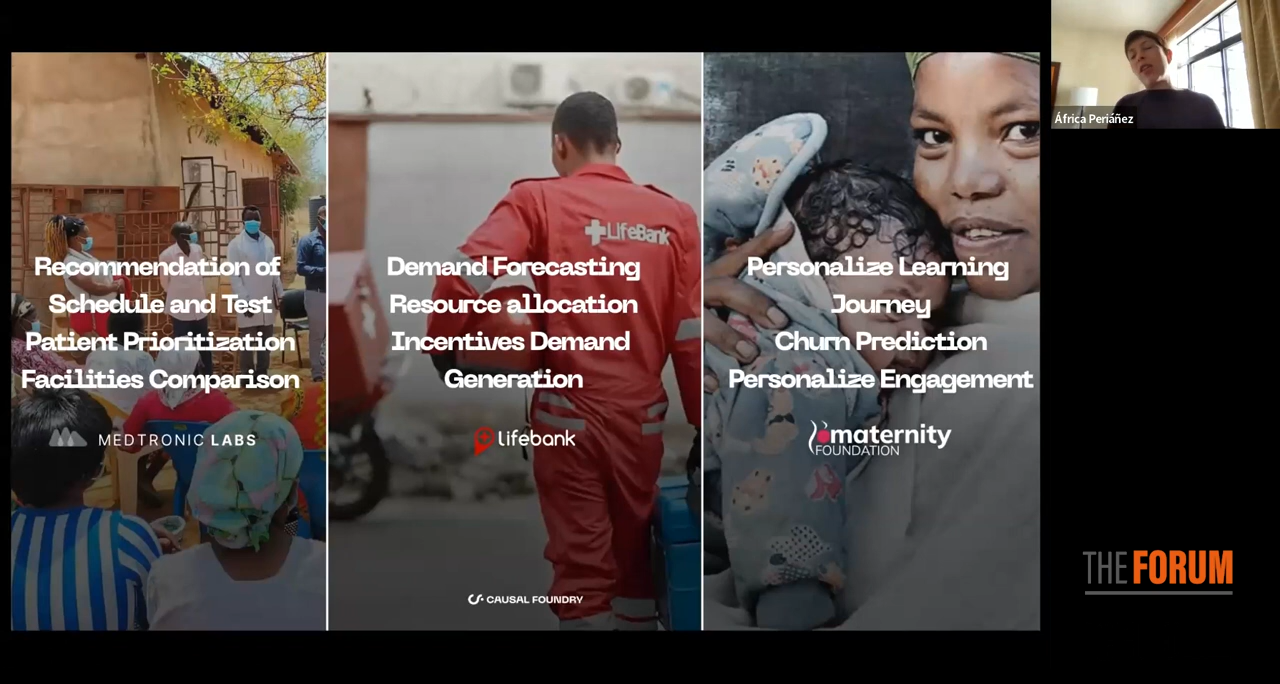 Recommendation of
Schedule and Test
Patient Prioritization
Facilities Comparison
MEDTRONIC LABS
LifeBank
Demand Forecasting
Resource allocation
Incentives Demand
Generation
lifebank
CAUSAL FOUNDRY
Personalize Learning
Journey
Churn Prediction
Personalize Engagement
maternity
FOUNDATION
África Periáñez
THE FORUM